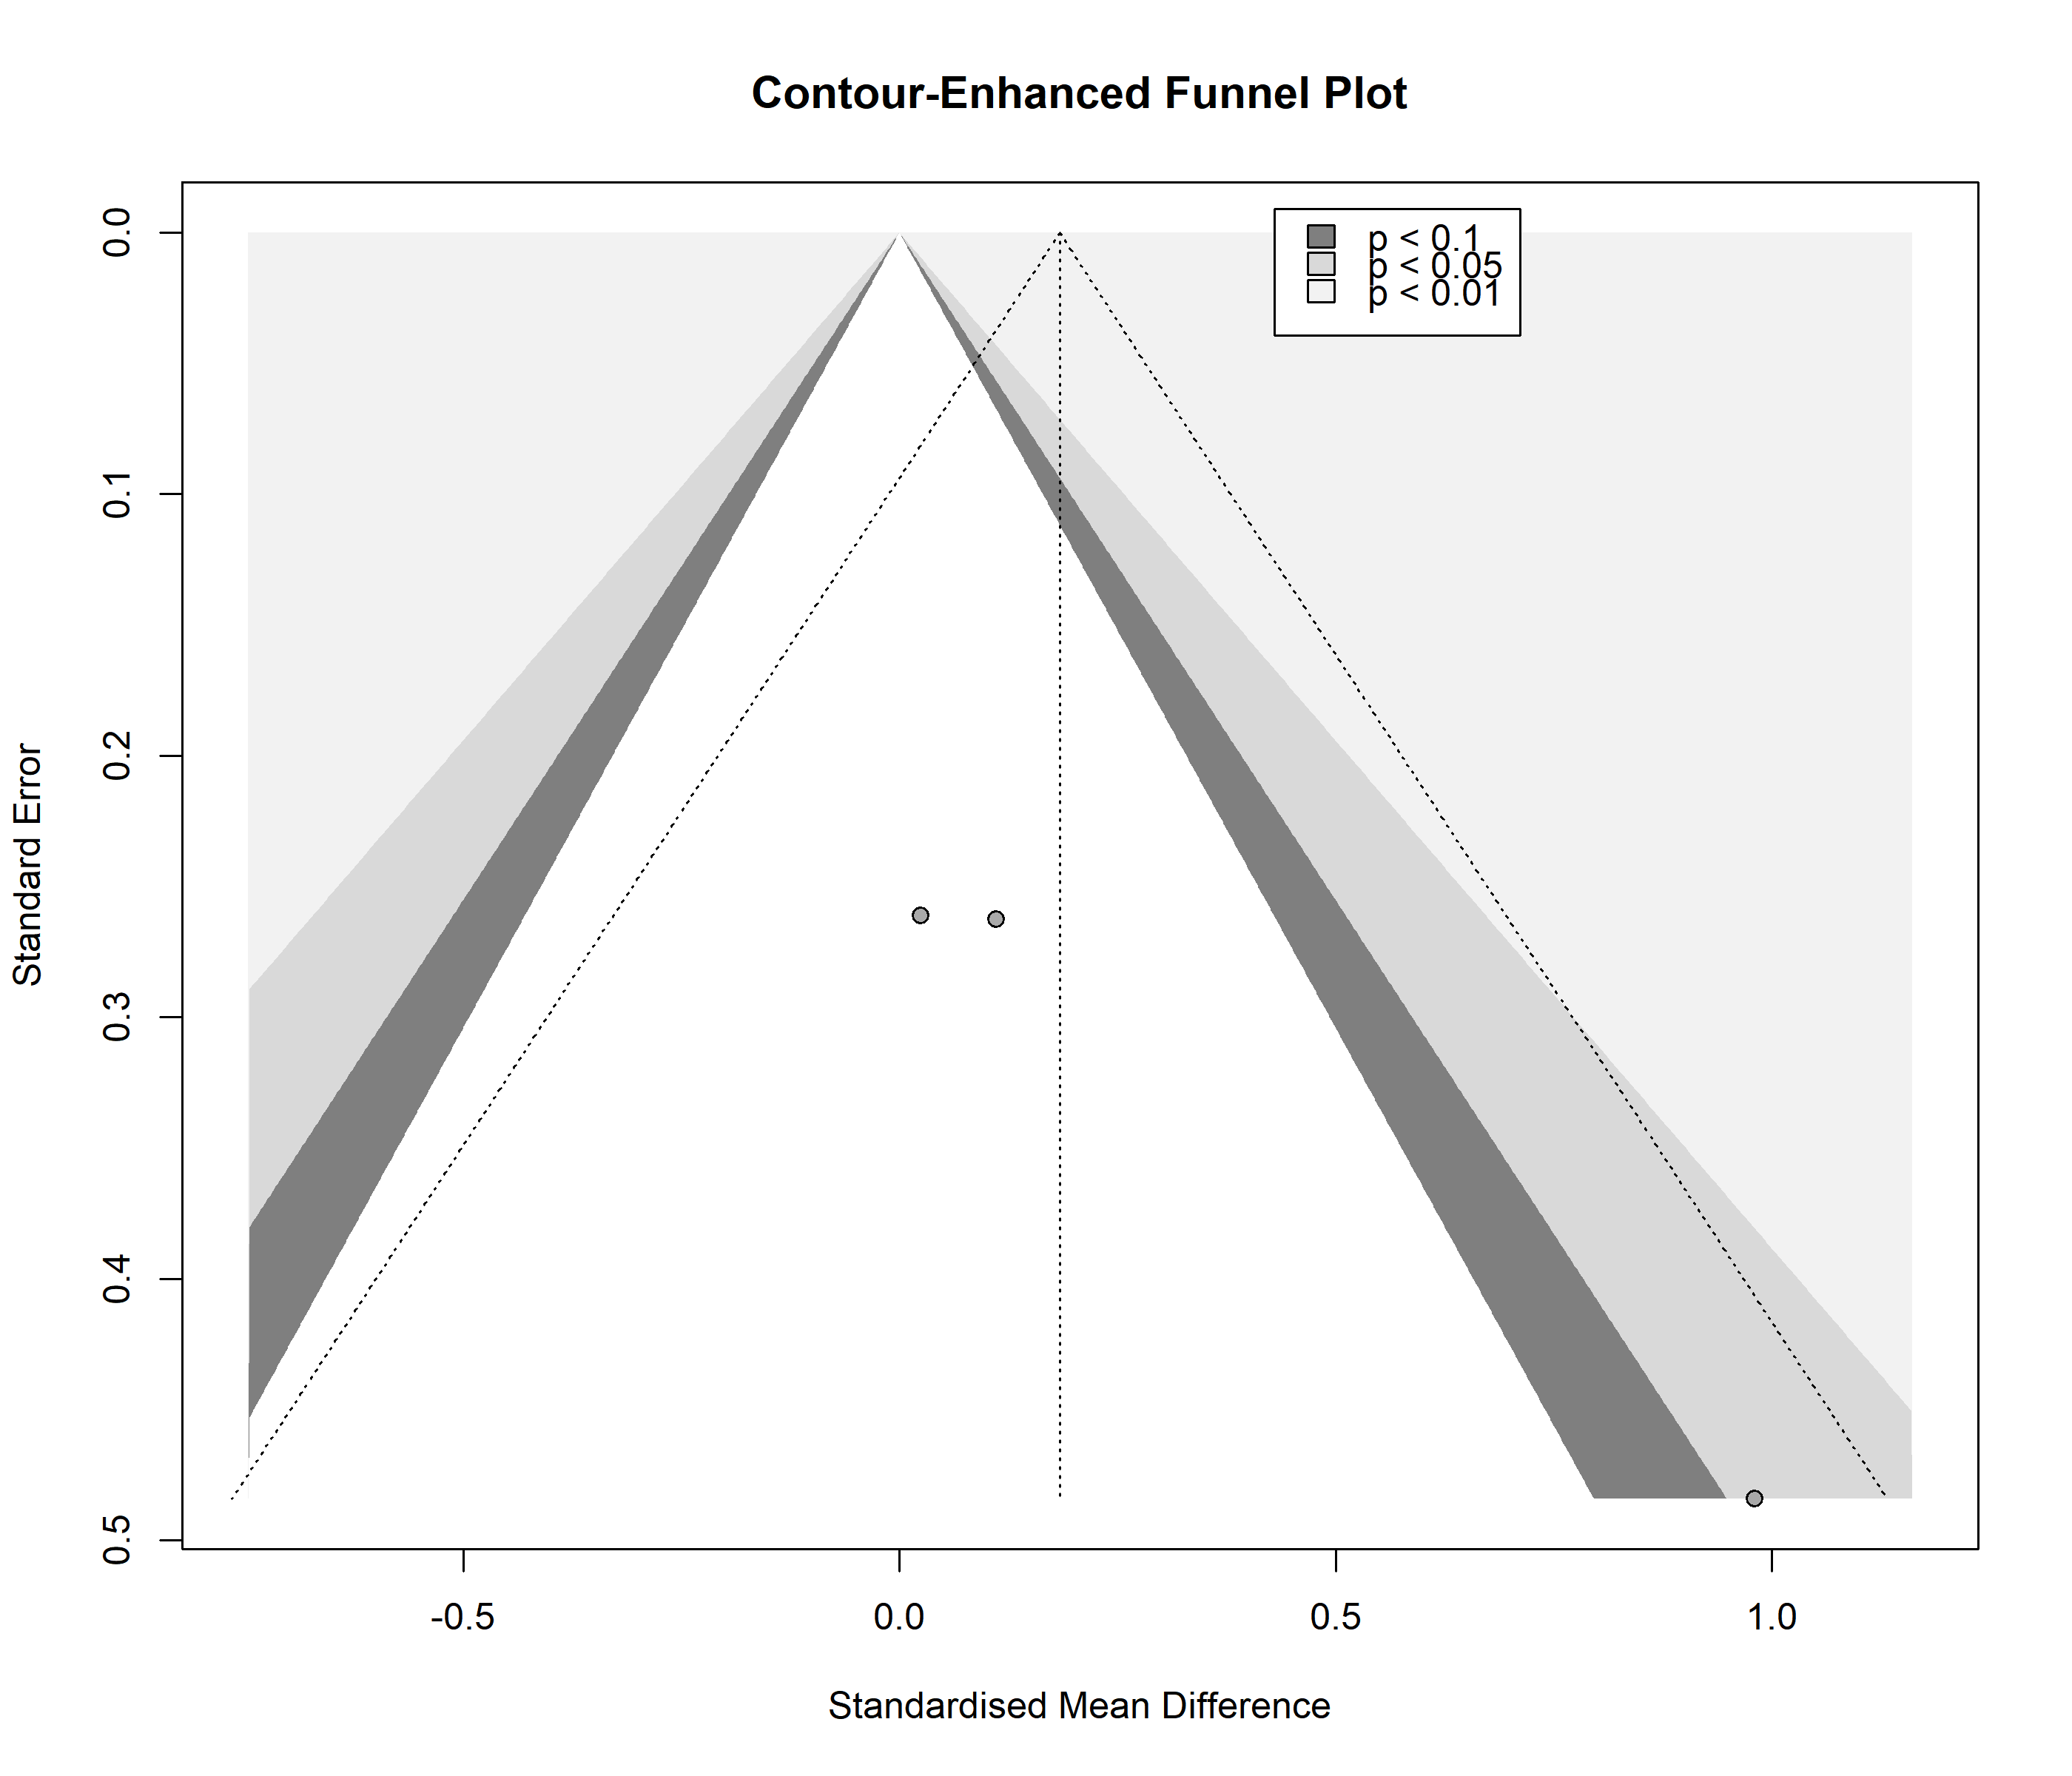 Contour-Enhanced Funnel Plot
p < 0.1
p < 0.05
p < 0.01
Standard Error
0.0
0.1
0.2
0.3
0.4
0.5
-0.5
0.0
0.5
1.0
Standardised Mean Difference